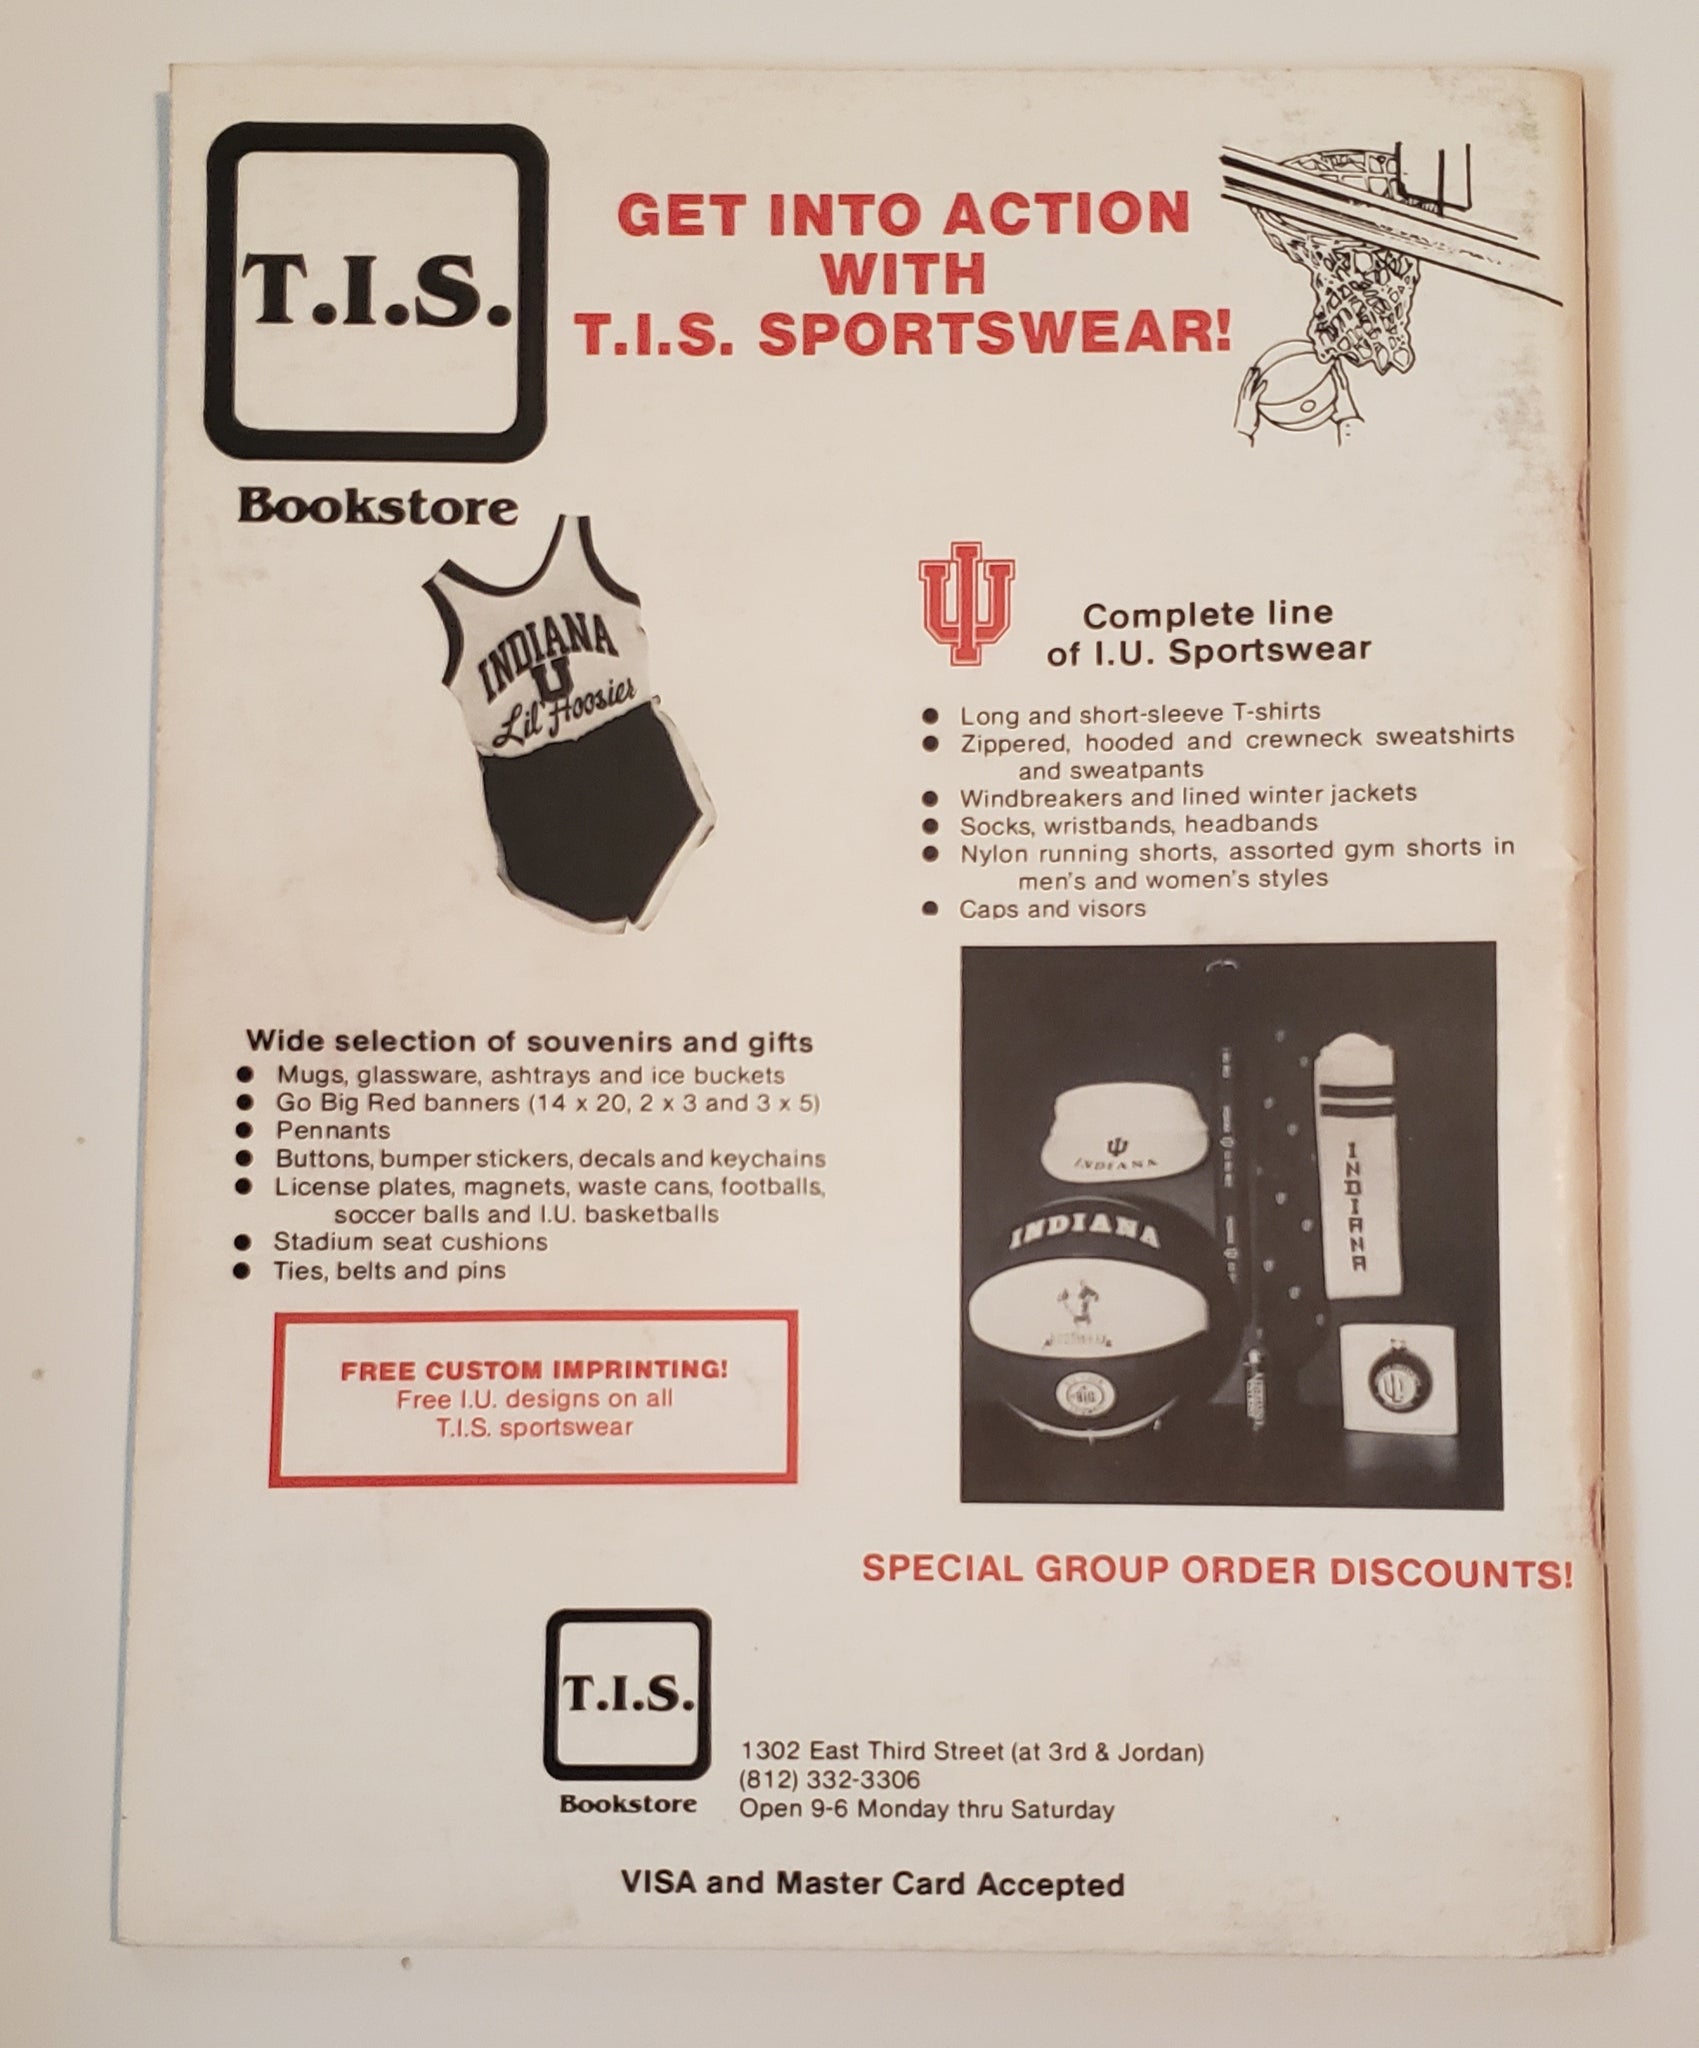 T.I.S.
Bookstore
GET INTO ACTION
WITH
T.I.S. SPORTSWEAR!
INDIANA
U
Lil' Hoosier
IU
Complete line
of I.U. Sportswear
● Long and short-sleeve T-shirts
● Zippered, hooded and crewneck sweatshirts
and sweatpants
● Windbreakers and lined winter jackets
● Socks, wristbands, headbands
● Nylon running shorts, assorted gym shorts in
men's and women's styles
● Caps and visors
Wide selection of souvenirs and gifts
● Mugs, glassware, ashtrays and ice buckets
● Go Big Red banners (14 x 20, 2 x 3 and 3 x 5)
● Pennants
● Buttons, bumper stickers, decals and keychains
● License plates, magnets, waste cans, footballs,
soccer balls and I.U. basketballs
● Stadium seat cushions
● Ties, belts and pins
FREE CUSTOM IMPRINTING!
Free I.U. designs on all
T.I.S. sportswear
IU
INDIANA
INDIANA
BIG
INDIANA
IU
SPECIAL GROUP ORDER DISCOUNTS!
T.I.S.
Bookstore
1302 East Third Street (at 3rd & Jordan)
(812) 332-3306
Open 9-6 Monday thru Saturday
VISA and Master Card Accepted